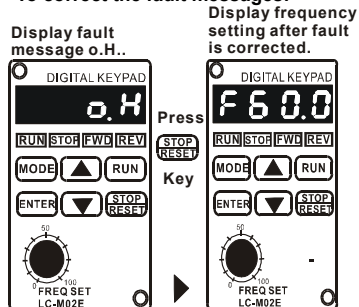 To correct the fault messages:
Display fault
message o.H..
DIGITAL KEYPAD
o.H
RUN STOP FWD REV
MODE RUN
ENTER STOP
RESET
50
0 100
FREQ SET
LC-M02E
Press
STOP
RESET
Key
Display frequency
setting after fault
is corrected.
DIGITAL KEYPAD
F60.0
RUN STOP FWD REV
MODE RUN
ENTER STOP
RESET
50
0 100
FREQ SET
LC-M02E